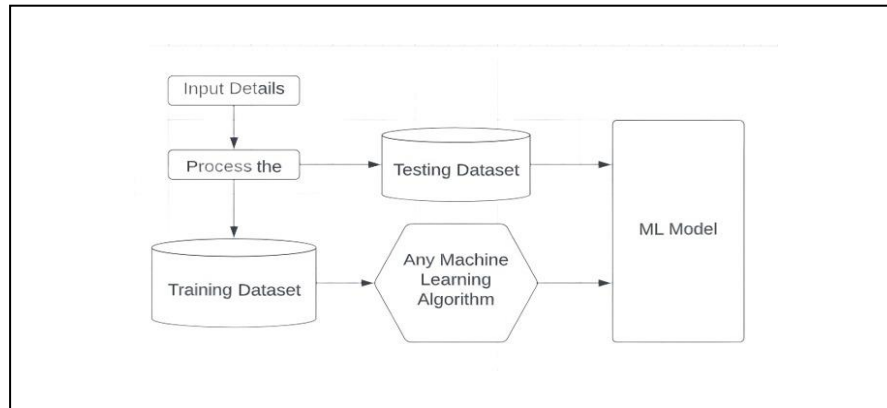 Input Details
Process the
Testing Dataset
ML Model
Training Dataset
Any Machine
Learning
Algorithm